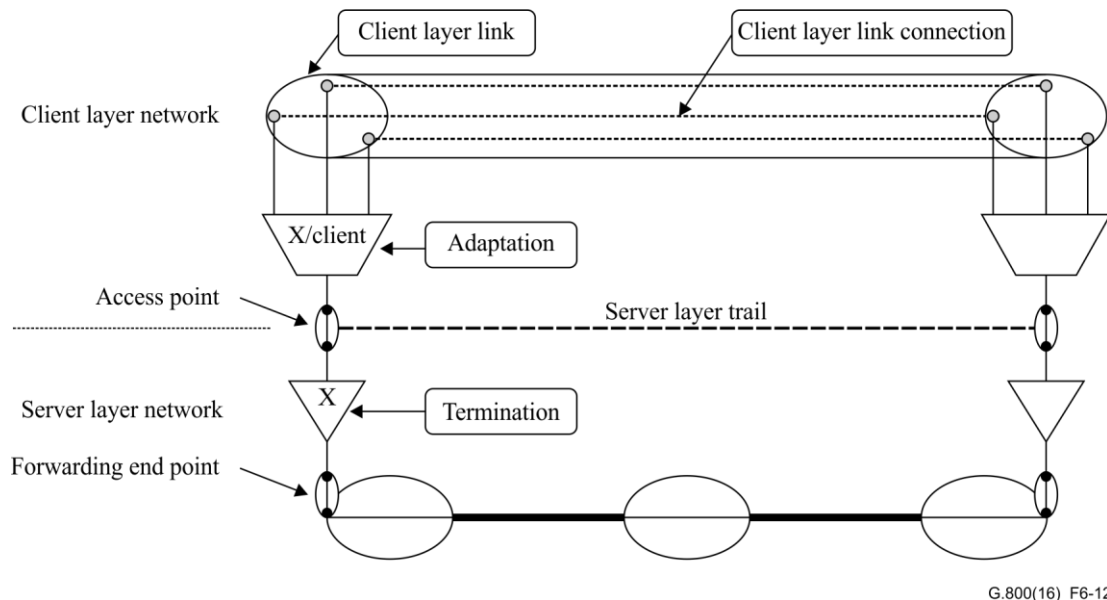 Client layer link
Client layer link connection
Client layer network
X/client
Adaptation
Access point
Server layer trail
X
Server layer network
Termination
Forwarding end point
G.800(16)_F6-12